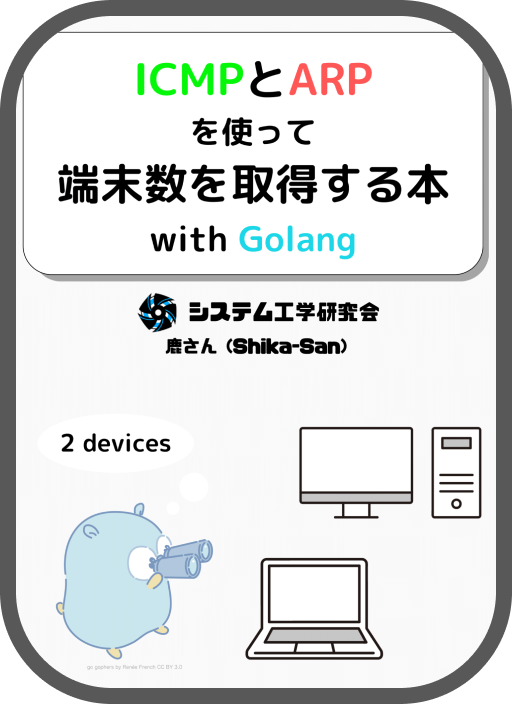 ICMPとARP
を使って
端末数を取得する本
with Golang
システム工学研究会
鹿さん（Shika-San）
2 devices
go gophers by Renée French CC BY 3.0